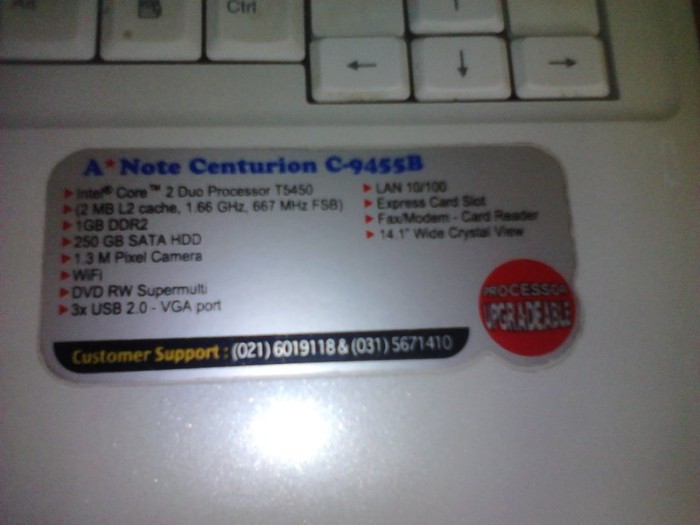 Alt
Ctrl
↑
← ↓ →
A*Note Centurion C-9455B
Intel® Core™ 2 Duo Processor T5450
(2 MB L2 cache, 1.66 GHz, 667 MHz FSB)
1GB DDR2
250 GB SATA HDD
1.3 M Pixel Camera
WiFi
DVD RW Supermulti
3x USB 2.0 - VGA port
LAN 10/100
Express Card Slot
Fax/Modem - Card Reader
14.1" Wide Crystal View
PROCESSOR
UPGRADEABLE
Customer Support : (021) 6019118 & (031) 5671410